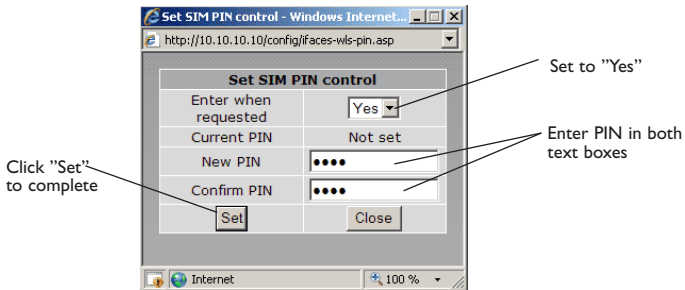 Set SIM PIN control - Windows Internet...
http://10.10.10.10/config/ifaces-wls-pin.asp
Set SIM PIN control
Enter when requested
Yes
Set to ”Yes”
Current PIN
Not set
New PIN
••••
Enter PIN in both
text boxes
Confirm PIN
••••
Click ”Set”
to complete
Set
Close
Internet
100 %